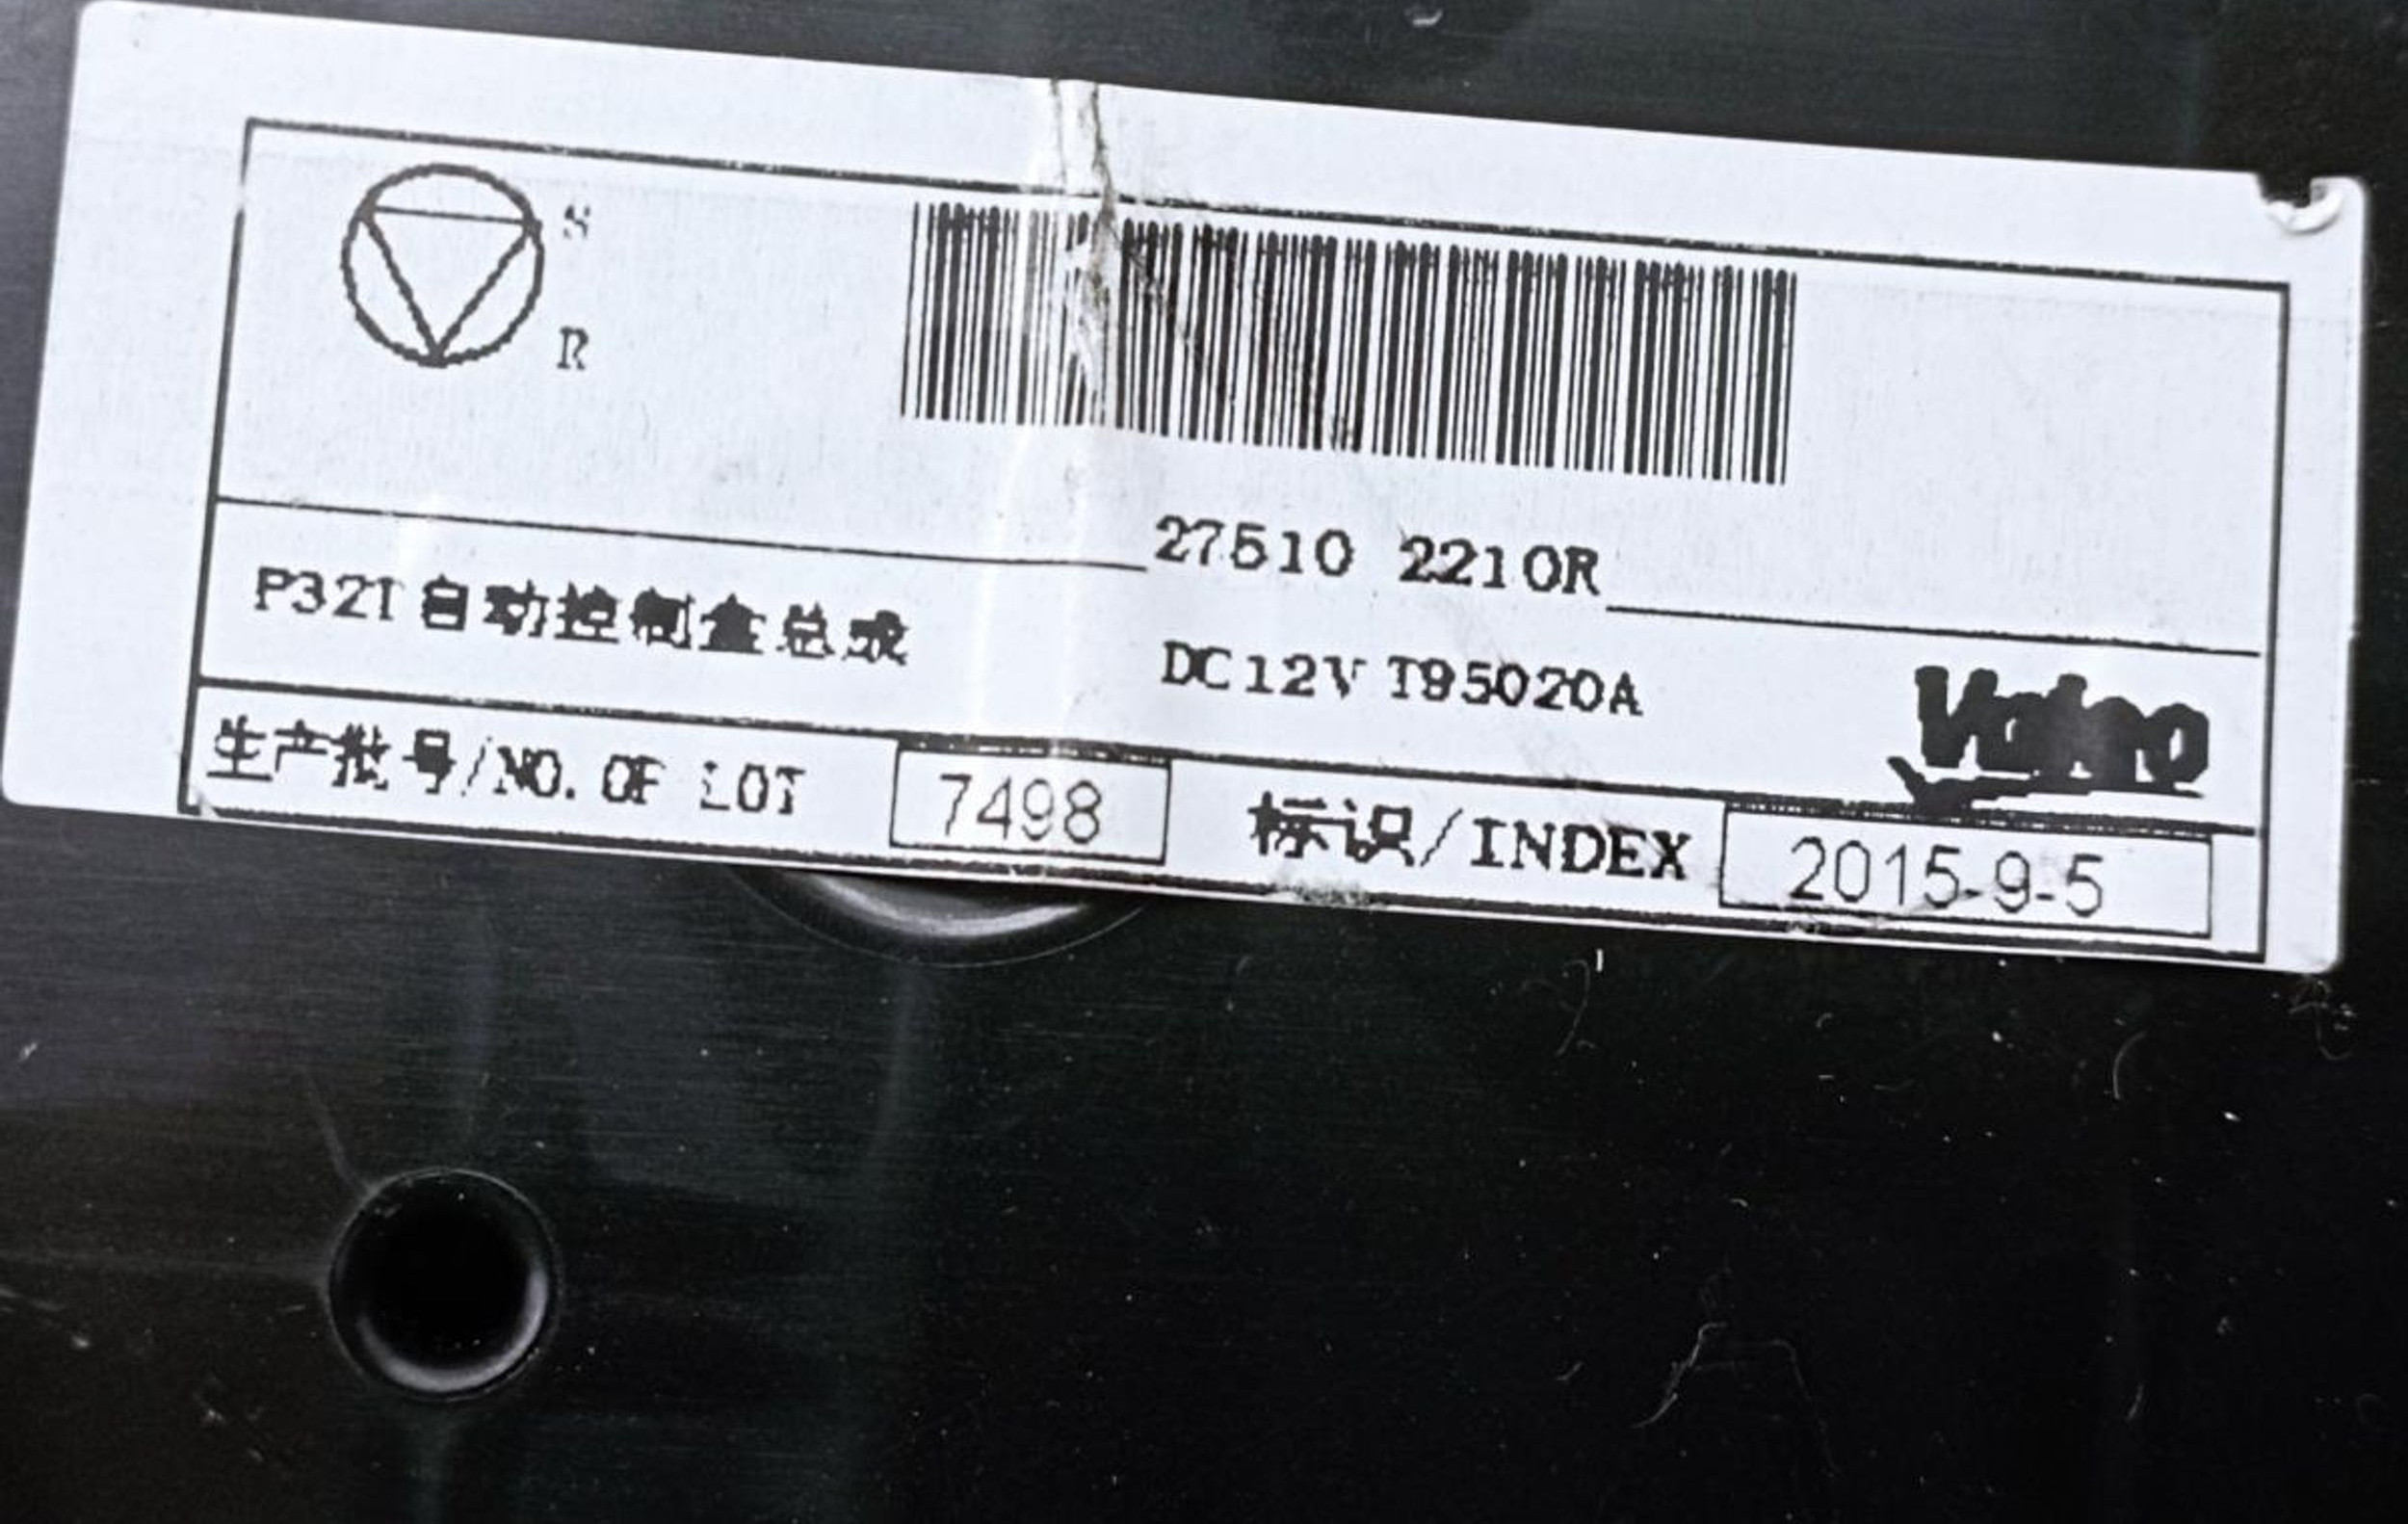 S
R
27510 2210R
P32T 自动控制盒总成
DC12V T95020A
Valeo
生产批号/NO. OF LOT 7498 标识/INDEX 2015-9-5